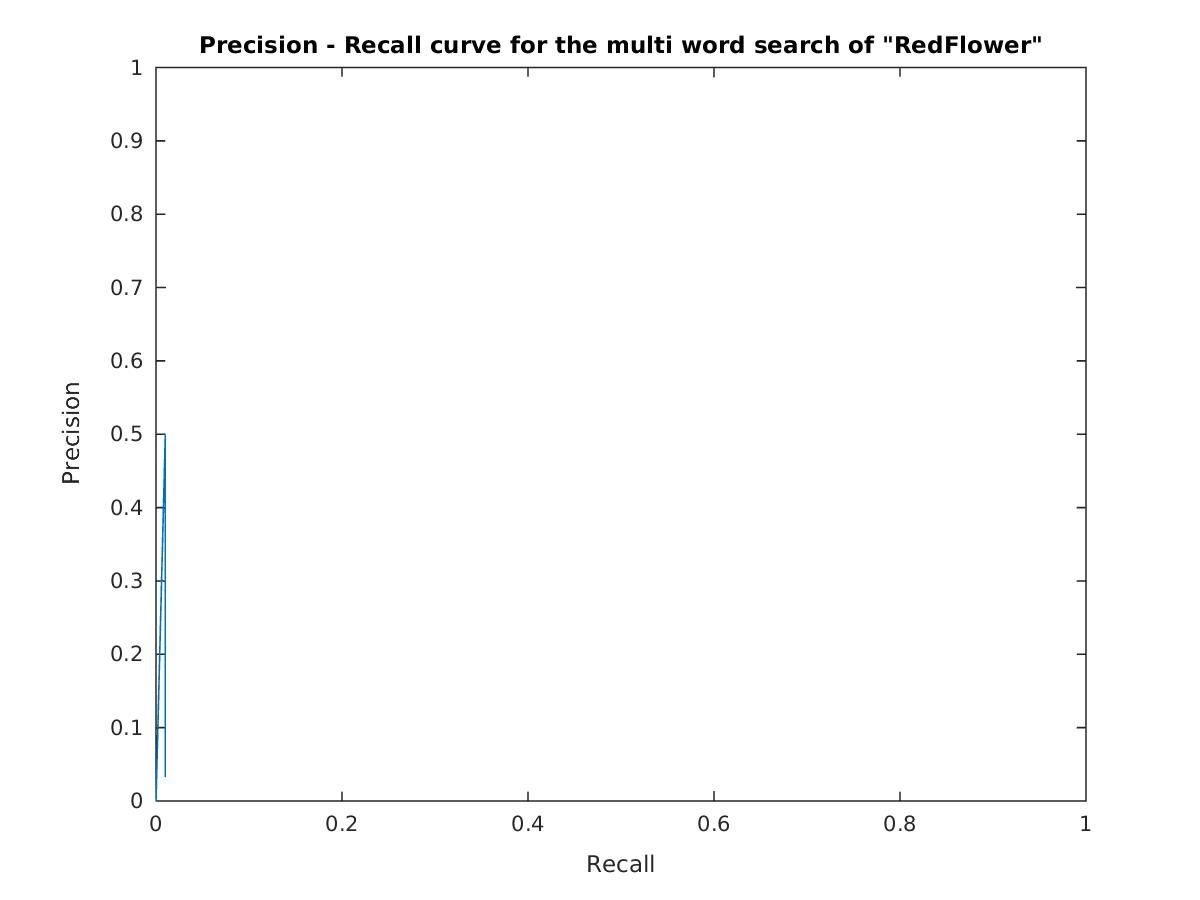 Precision - Recall curve for the multi word search of "RedFlower"
1
0.9
0.8
0.7
0.6
0.5
0.4
0.3
0.2
0.1
0
Precision
0 0.2 0.4 0.6 0.8 1
Recall